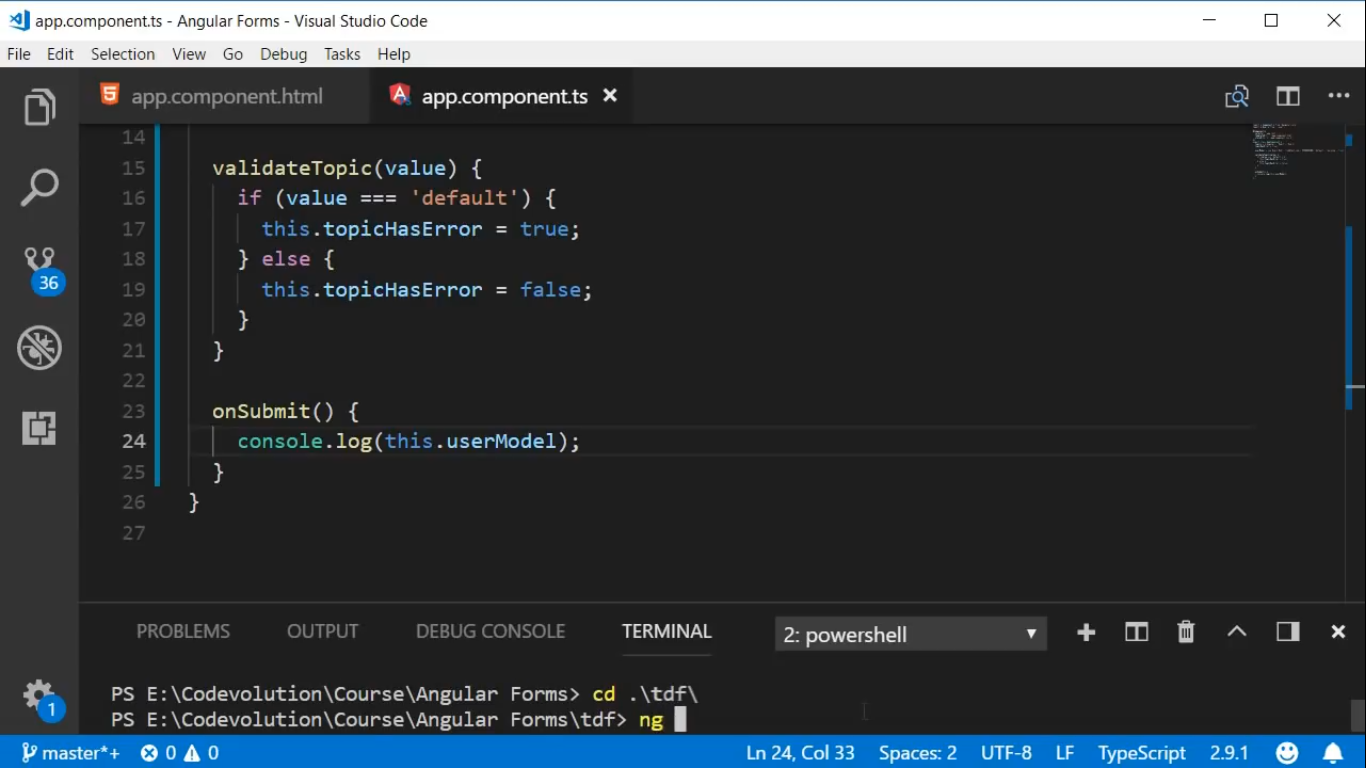 app.component.ts - Angular Forms - Visual Studio Code
File Edit Selection View Go Debug Tasks Help
app.component.html app.component.ts
14
15 validateTopic(value) {
16 if (value === 'default') {
17 this.topicHasError = true;
18 } else {
19 this.topicHasError = false;
20 }
21 }
22
23 onSubmit() {
24 console.log(this.userModel);
25 }
26 }
27
36
1
PROBLEMS OUTPUT DEBUG CONSOLE TERMINAL 2: powershell
PS E:\Codevolution\Course\Angular Forms> cd .\tdf\
PS E:\Codevolution\Course\Angular Forms\tdf> ng
master*+ 0 0 Ln 24, Col 33 Spaces: 2 UTF-8 LF TypeScript 2.9.1